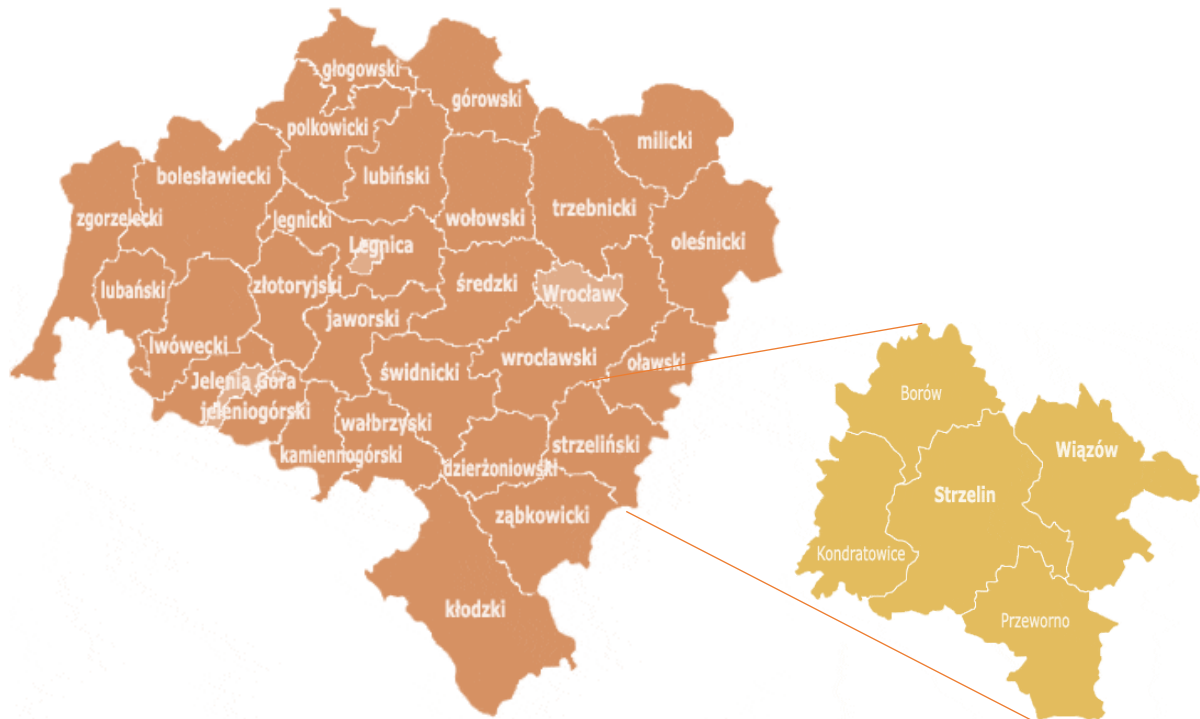 głogowski
górowski
polkowicki
milicki
lubiński
bolesławiecki
wołowski
trzebnicki
zgorzelecki
legnicki
oleśnicki
Legnica
lubański
złotoryjski
średzki
Wrocław
jaworski
lwówecki
wrocławski
oławski
świdnicki
Jelenia Góra
jeleniogórski
wałbrzyski
strzeliński
kamiennogórski
dzierżoniowski
ząbkowicki
kłodzki
Borów
Wiązów
Strzelin
Kondratowice
Przeworno